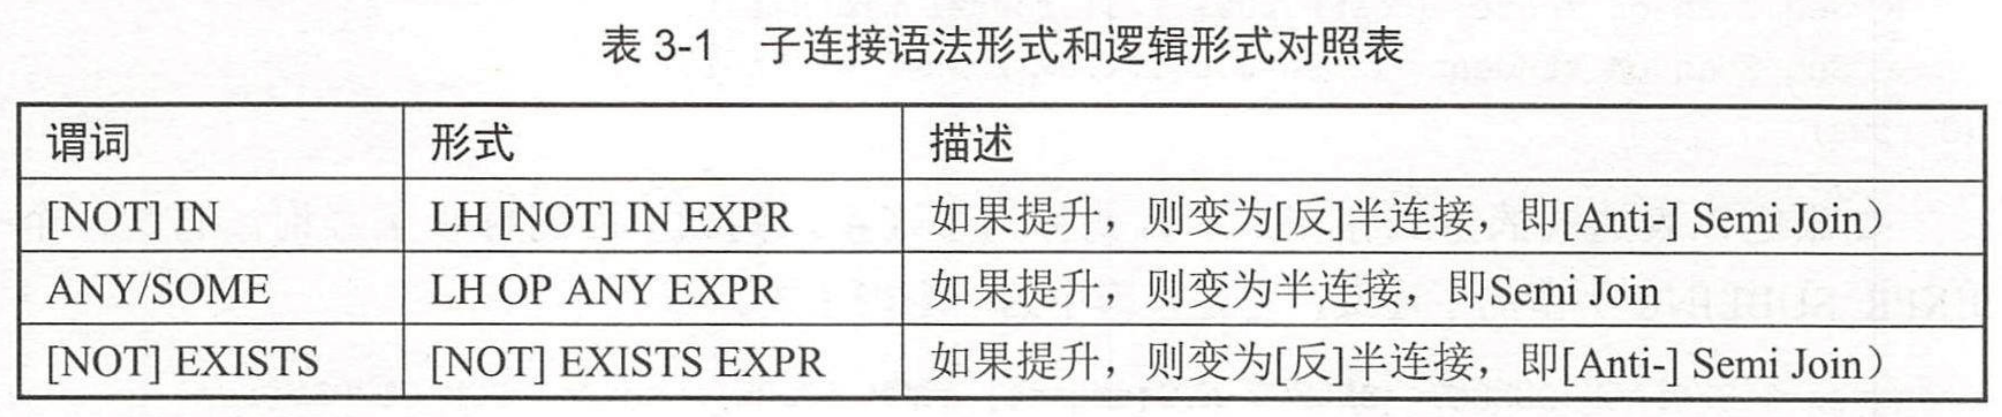 表 3-1 子连接语法形式和逻辑形式对照表
谓词 形式 描述
[NOT] IN LH [NOT] IN EXPR 如果提升，则变为[反]半连接，即[Anti-] Semi Join）
ANY/SOME LH OP ANY EXPR 如果提升，则变为半连接，即Semi Join
[NOT] EXISTS [NOT] EXISTS EXPR 如果提升，则变为[反]半连接，即[Anti-] Semi Join）